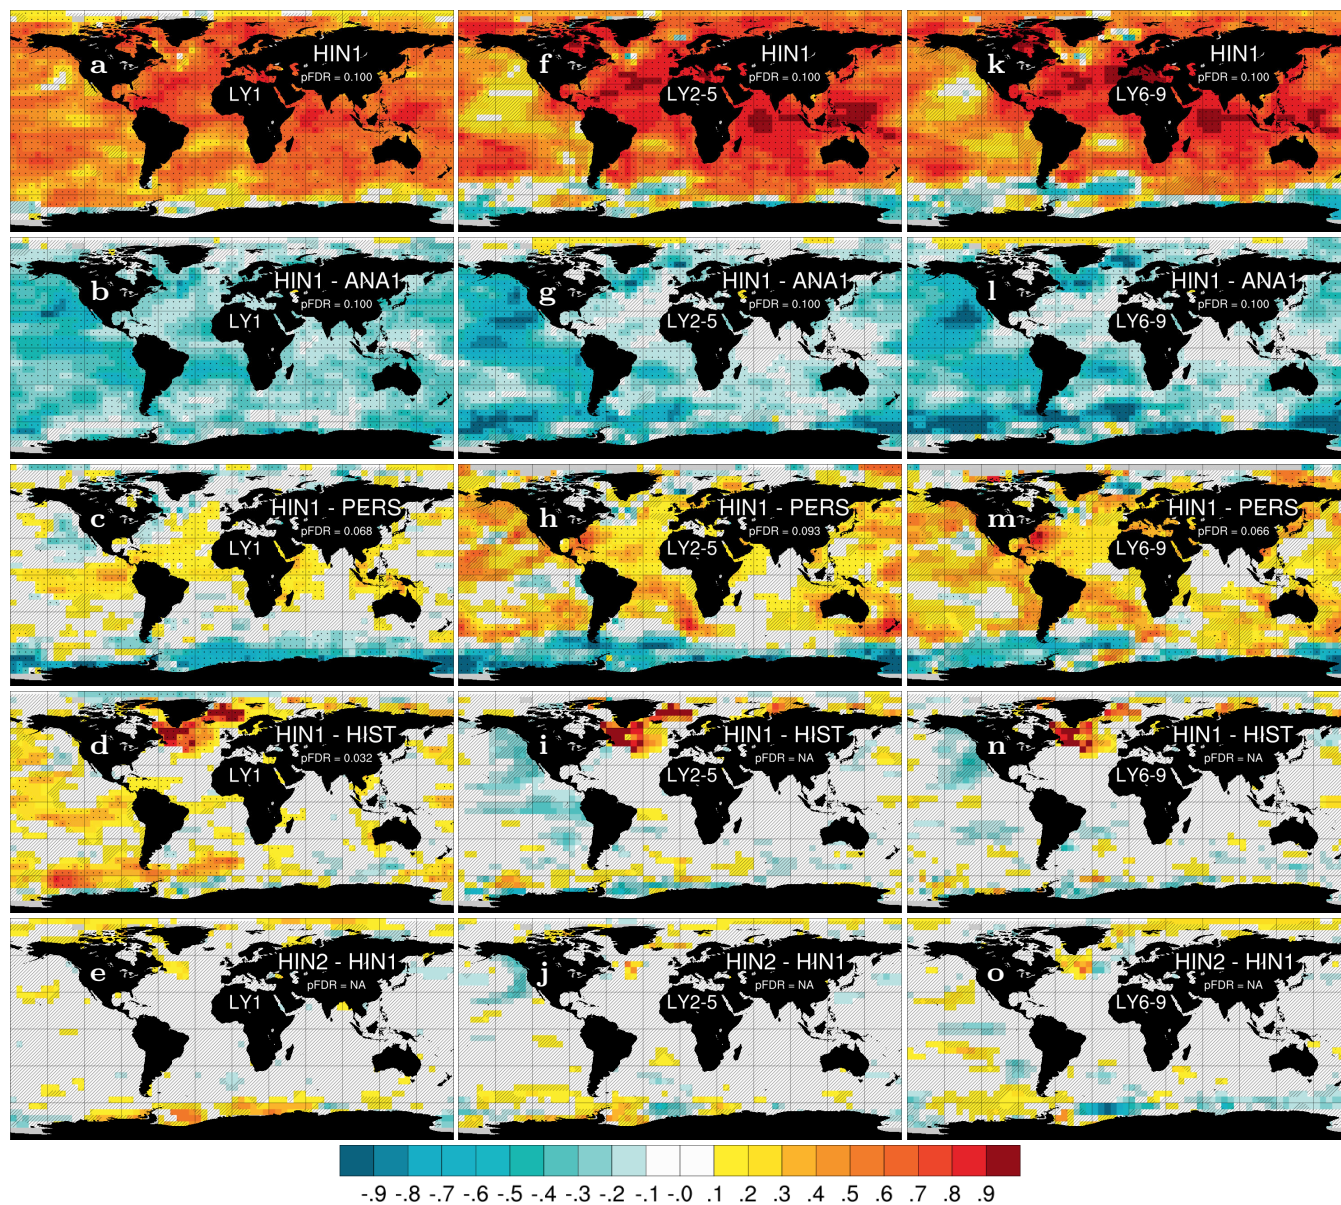 a HIN1
pFDR = 0.100
LY1
f HIN1
pFDR = 0.100
LY2-5
k HIN1
pFDR = 0.100
LY6-9
b HIN1 - ANA1
pFDR = 0.100
LY1
g HIN1 - ANA1
pFDR = 0.100
LY2-5
l HIN1 - ANA1
pFDR = 0.100
LY6-9
c HIN1 - PERS
pFDR = 0.068
LY1
h HIN1 - PERS
pFDR = 0.093
LY2-5
m HIN1 - PERS
pFDR = 0.066
LY6-9
d HIN1 - HIST
pFDR = 0.032
LY1
i HIN1 - HIST
pFDR = NA
LY2-5
n HIN1 - HIST
pFDR = NA
LY6-9
e HIN2 - HIN1
pFDR = NA
LY1
j HIN2 - HIN1
pFDR = NA
LY2-5
o HIN2 - HIN1
pFDR = NA
LY6-9
-.9 -.8 -.7 -.6 -.5 -.4 -.3 -.2 -.1 -.0 .1 .2 .3 .4 .5 .6 .7 .8 .9